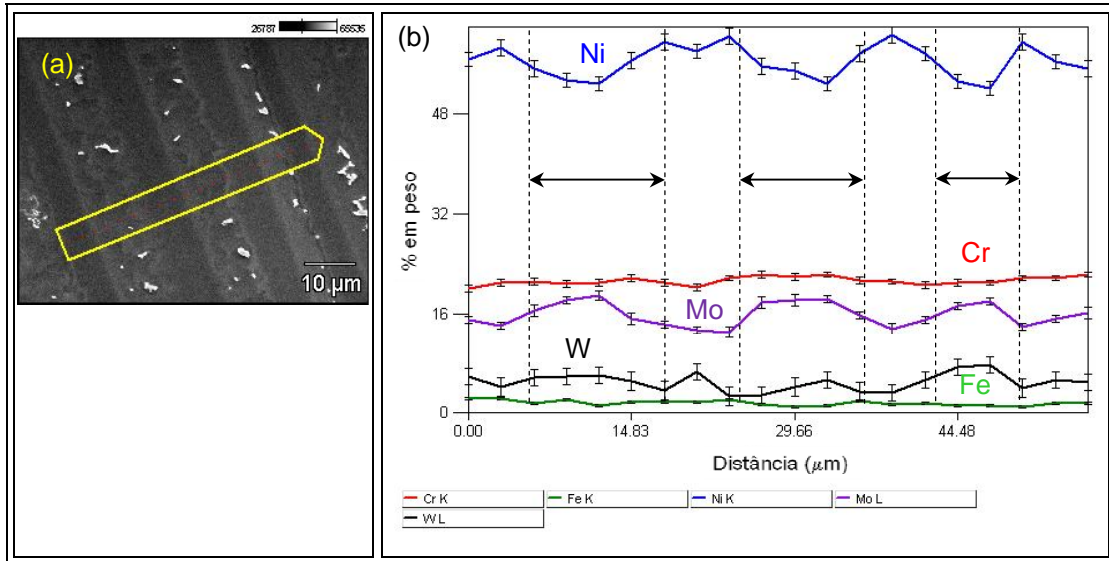 26787 65535
(a)
10 µm
(b)
Ni
48
32
Cr
16
Mo
W
Fe
0
0.00 14.83 29.66 44.48
% em peso
Distância (µm)
Cr K Fe K Ni K Mo L
W L